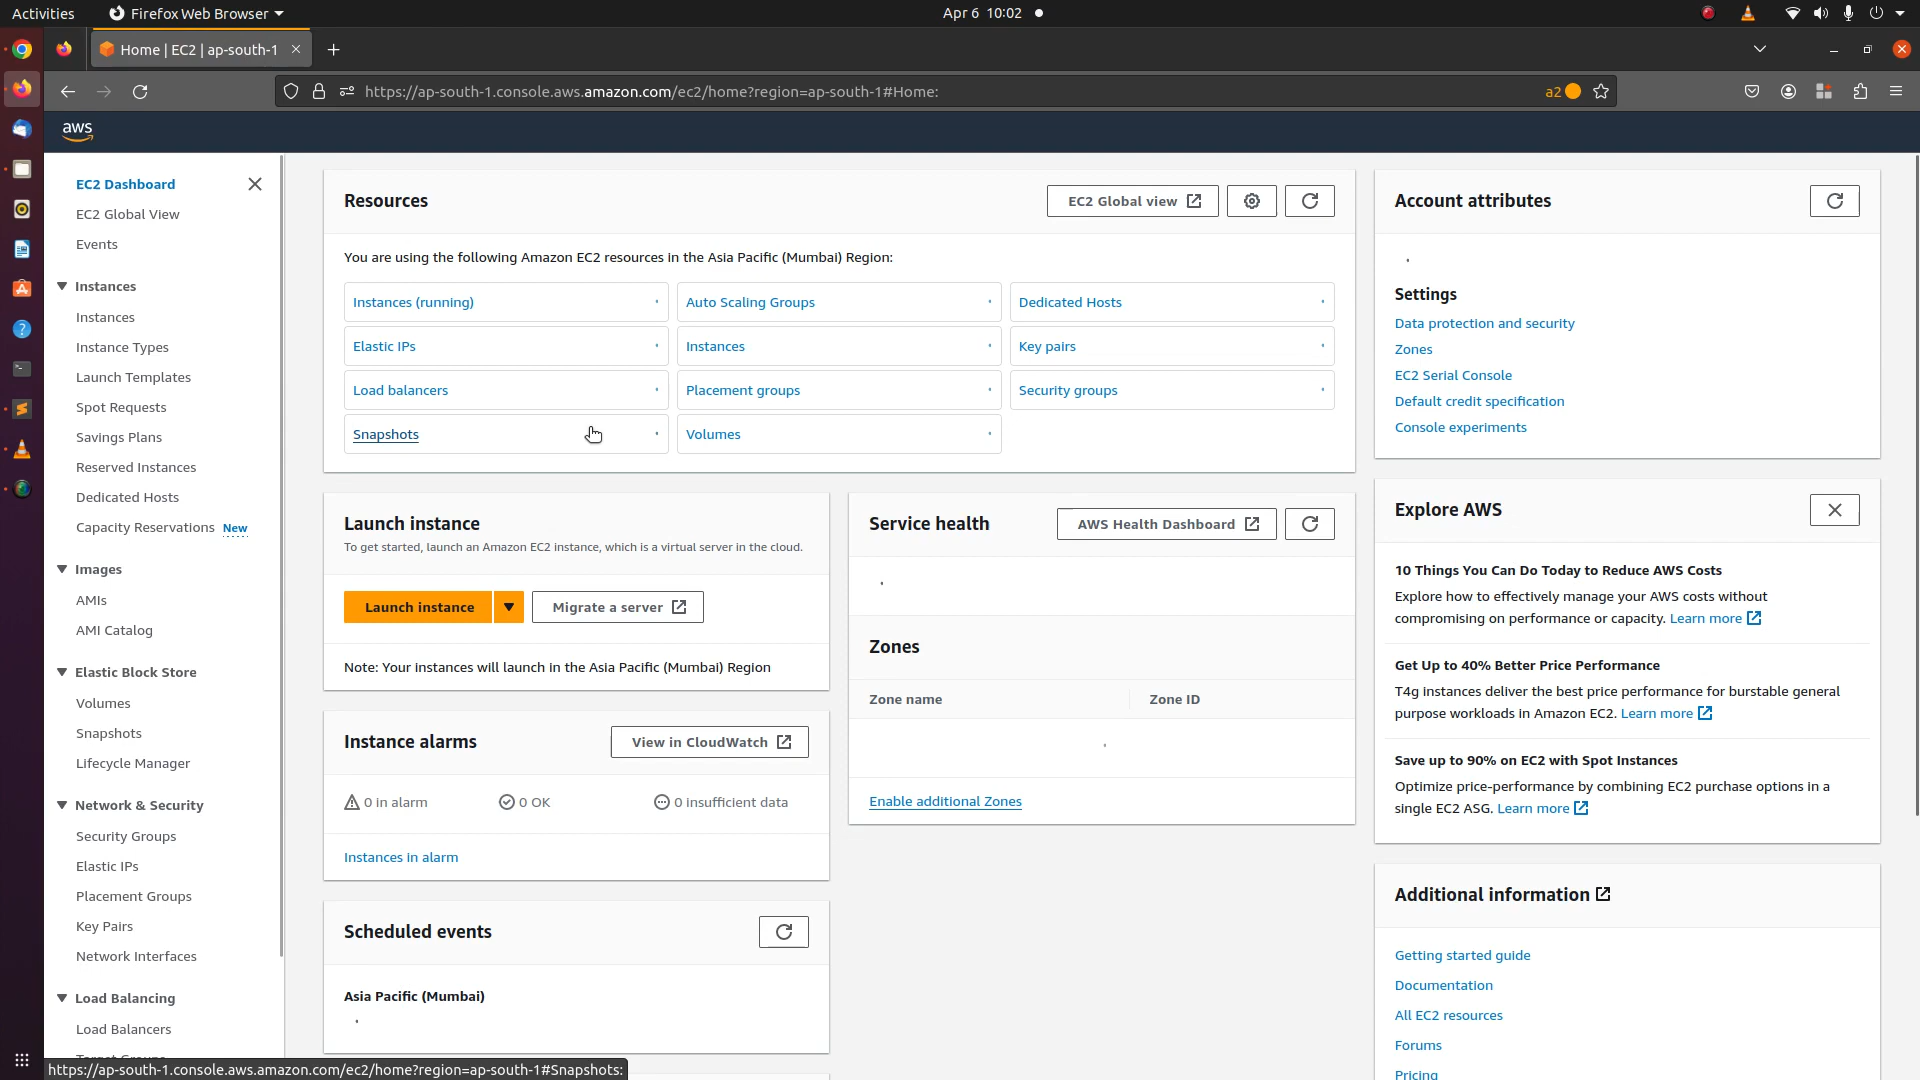 Activities
Firefox Web Browser
Apr 6 10:02
Home | EC2 | ap-south-1
https://ap-south-1.console.aws.amazon.com/ec2/home?region=ap-south-1#Home:
a2
aws
EC2 Dashboard
EC2 Global View
Events
Instances
Instances
Instance Types
Launch Templates
Spot Requests
Savings Plans
Reserved Instances
Dedicated Hosts
Capacity Reservations New
Images
AMIs
AMI Catalog
Elastic Block Store
Volumes
Snapshots
Lifecycle Manager
Network & Security
Security Groups
Elastic IPs
Placement Groups
Key Pairs
Network Interfaces
Load Balancing
Load Balancers
Target Groups
https://ap-south-1.console.aws.amazon.com/ec2/home?region=ap-south-1#Snapshots:
Resources
EC2 Global view
You are using the following Amazon EC2 resources in the Asia Pacific (Mumbai) Region:
Instances (running)
Auto Scaling Groups
Dedicated Hosts
Elastic IPs
Instances
Key pairs
Load balancers
Placement groups
Security groups
Snapshots
Volumes
Launch instance
To get started, launch an Amazon EC2 instance, which is a virtual server in the cloud.
Launch instance
Migrate a server
Note: Your instances will launch in the Asia Pacific (Mumbai) Region
Instance alarms
View in CloudWatch
0 in alarm
0 OK
0 insufficient data
Instances in alarm
Scheduled events
Asia Pacific (Mumbai)
Service health
AWS Health Dashboard
Zones
Zone name
Zone ID
Enable additional Zones
Account attributes
Settings
Data protection and security
Zones
EC2 Serial Console
Default credit specification
Console experiments
Explore AWS
10 Things You Can Do Today to Reduce AWS Costs
Explore how to effectively manage your AWS costs without
compromising on performance or capacity. Learn more
Get Up to 40% Better Price Performance
T4g instances deliver the best price performance for burstable general
purpose workloads in Amazon EC2. Learn more
Save up to 90% on EC2 with Spot Instances
Optimize price-performance by combining EC2 purchase options in a
single EC2 ASG. Learn more
Additional information
Getting started guide
Documentation
All EC2 resources
Forums
Pricing